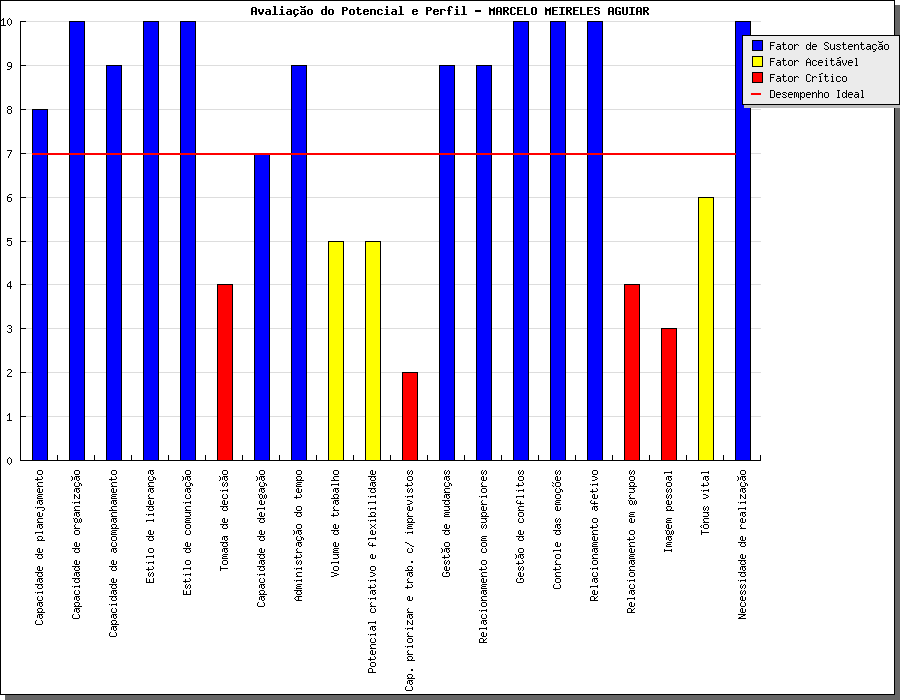 Avaliação do Potencial e Perfil - MARCELO MEIRELES AGUIAR
10
9
8
7
6
5
4
3
2
1
0
Fator de Sustentação
Fator Aceitável
Fator Crítico
Desempenho Ideal
Capacidade de planejamento
Capacidade de organização
Capacidade de acompanhamento
Estilo de liderança
Estilo de comunicação
Tomada de decisão
Capacidade de delegação
Administração do tempo
Volume de trabalho
Potencial criativo e flexibilidade
Cap. priorizar e trab. c/ imprevistos
Gestão de mudanças
Relacionamento com superiores
Gestão de conflitos
Controle das emoções
Relacionamento afetivo
Relacionamento em grupos
Imagem pessoal
Tônus vital
Necessidade de realização